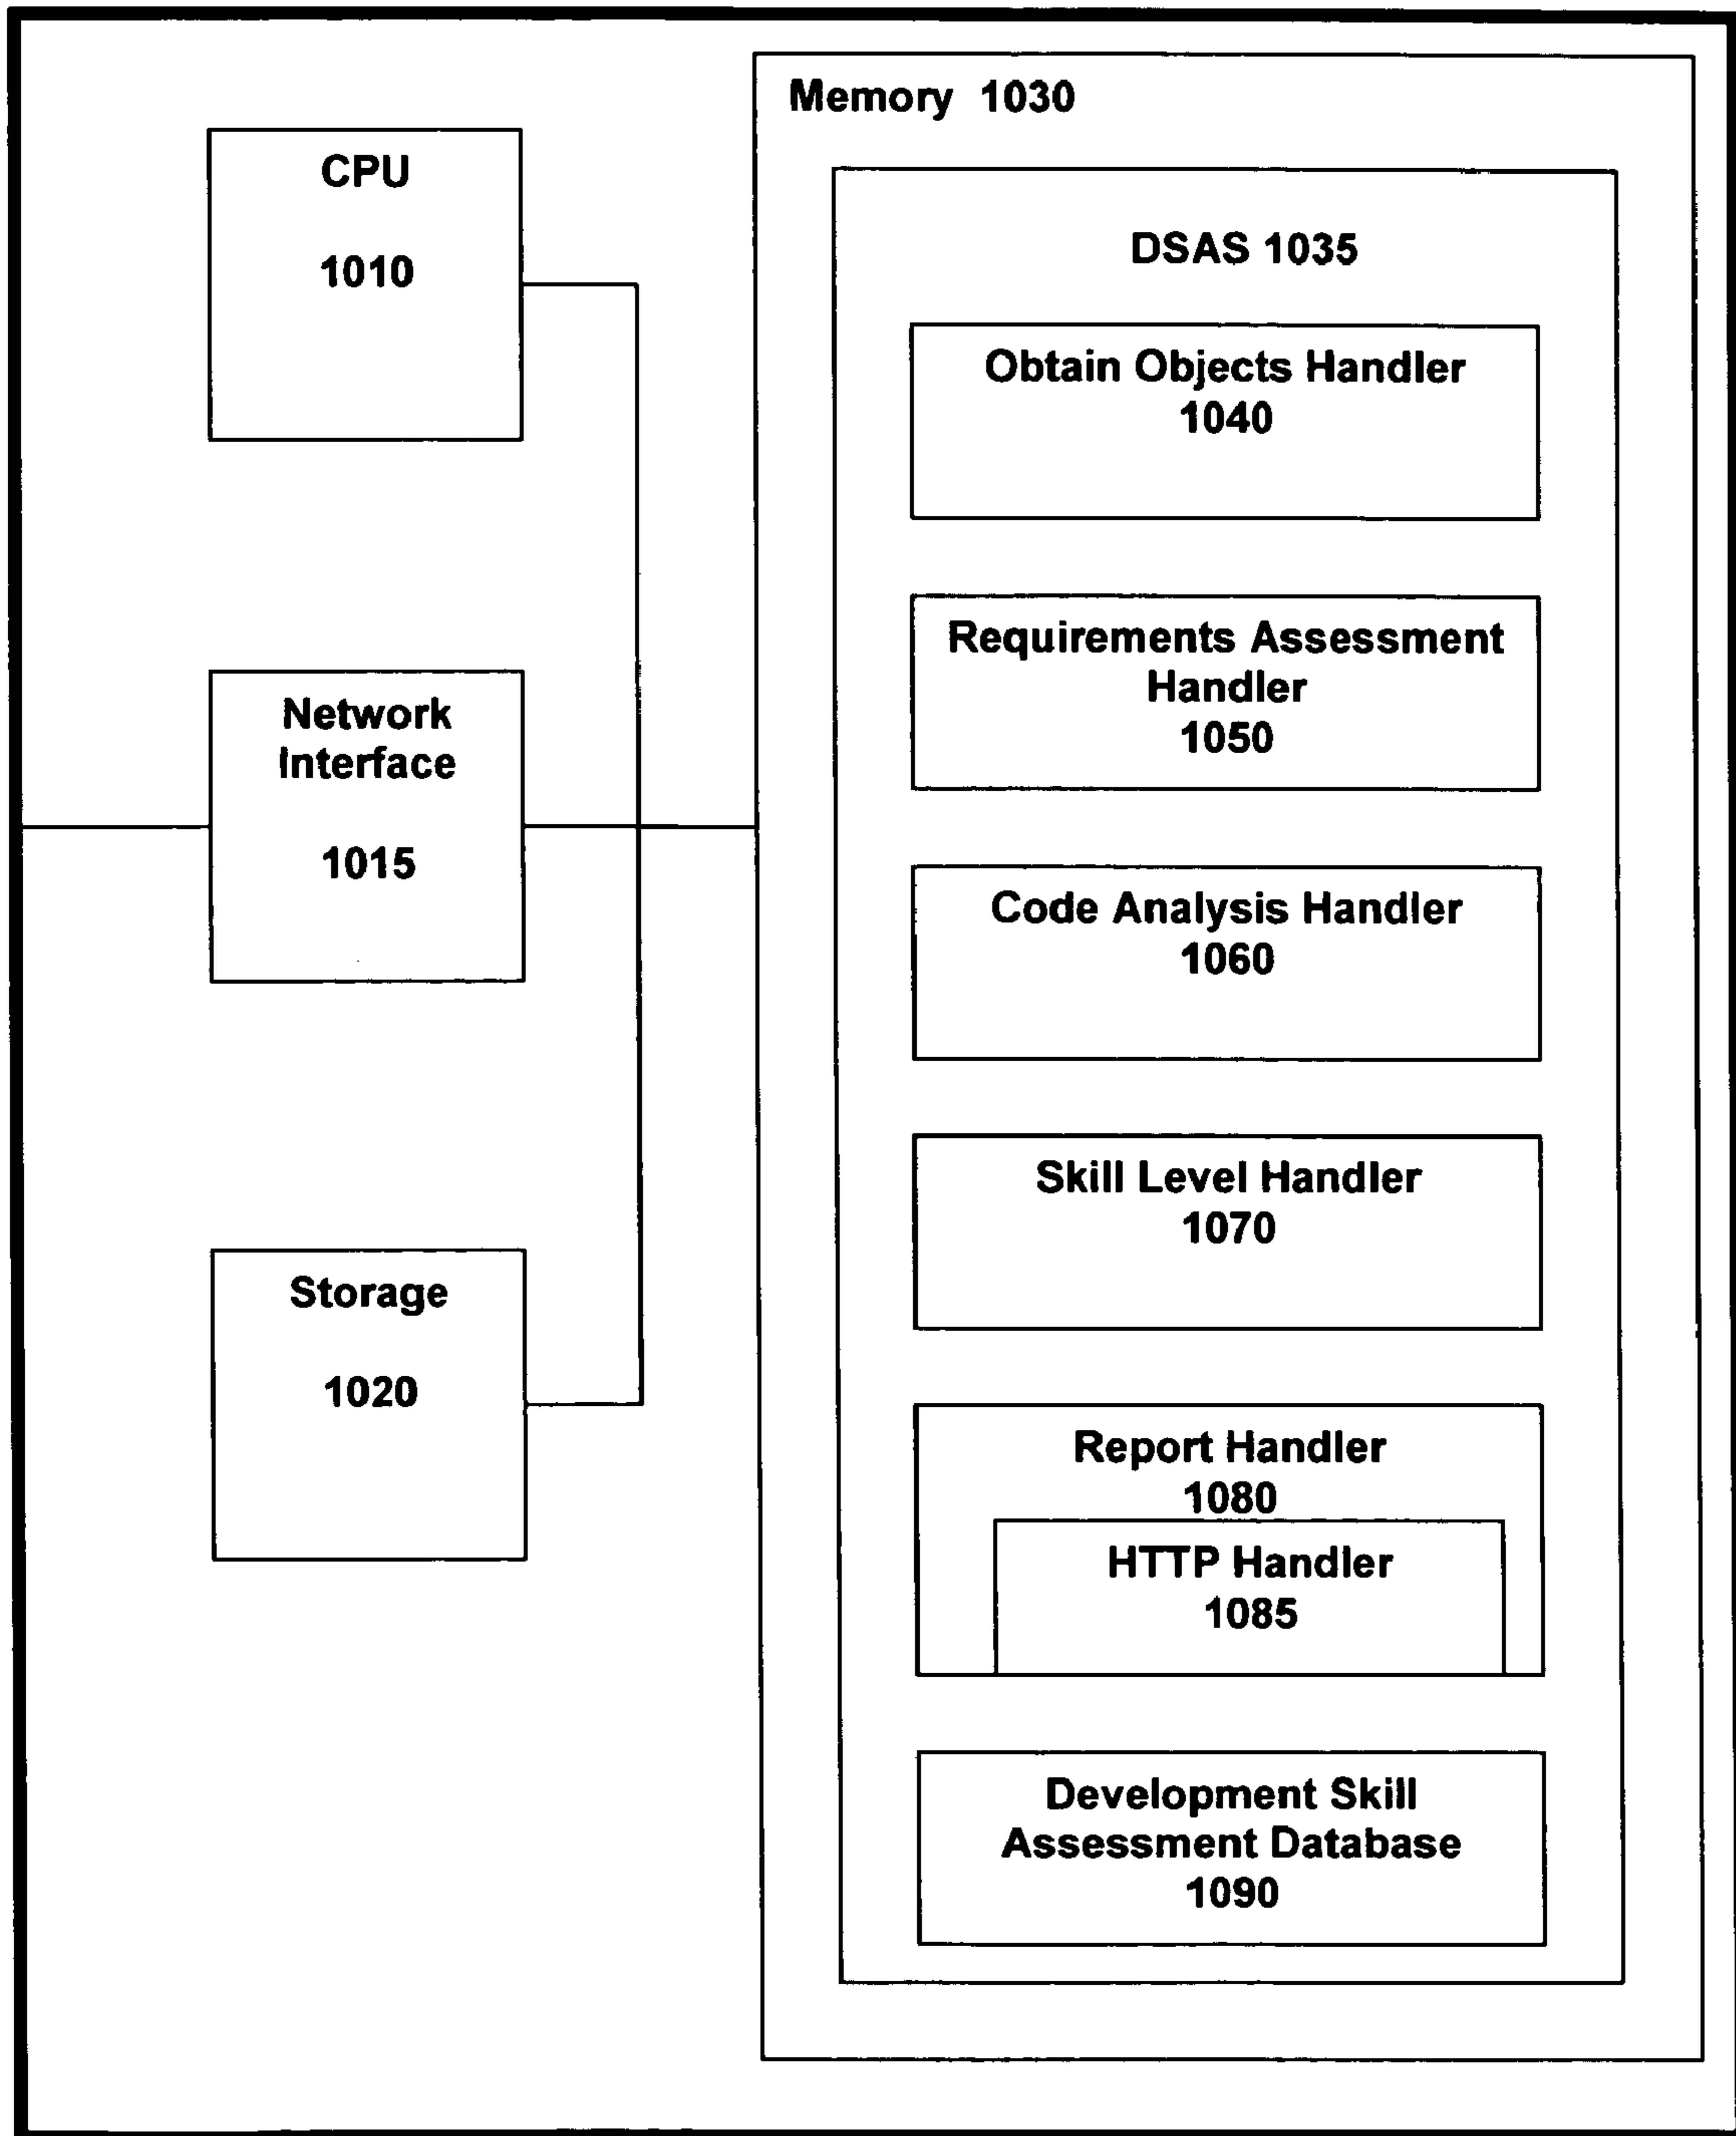 Memory 1030
CPU
1010
Network
Interface
1015
Storage
1020
DSAS 1035
Obtain Objects Handler
1040
Requirements Assessment
Handler
1050
Code Analysis Handler
1060
Skill Level Handler
1070
Report Handler
1080
HTTP Handler
1085
Development Skill
Assessment Database
1090